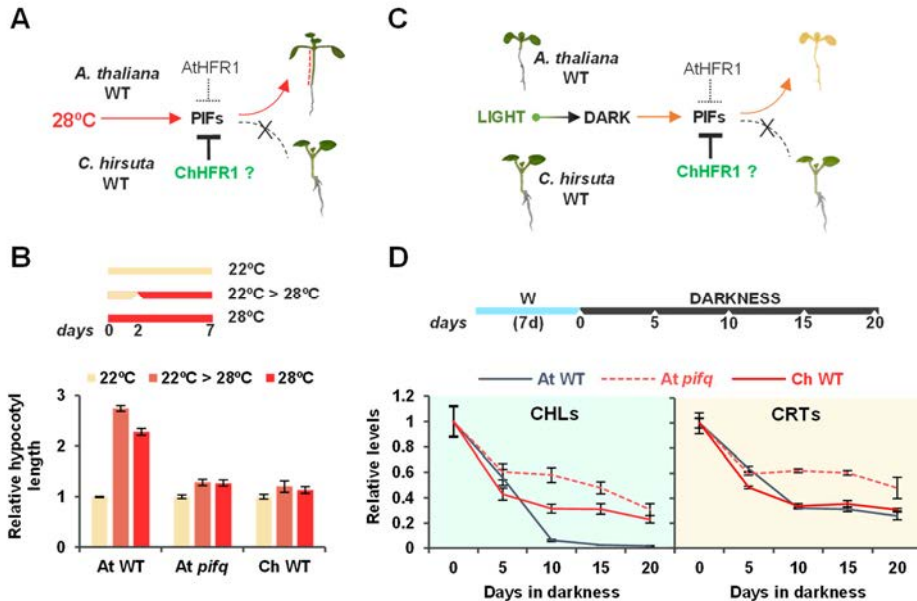 A
A. thaliana
WT
AtHFR1
28ºC
PIFs
C. hirsuta
WT
ChHFR1 ?
X
C
A. thaliana
WT
AtHFR1
LIGHT
DARK
PIFs
C. hirsuta
WT
ChHFR1 ?
X
B
22ºC
22ºC > 28ºC
28ºC
days 0 2 7
22ºC 22ºC > 28ºC 28ºC
Relative hypocotyl
length
3
2
1
0
At WT At pifq Ch WT
D
W DARKNESS
days (7d) 0 5 10 15 20
At WT At pifq Ch WT
CHLs CRTs
Relative levels
1.2
1
0.8
0.6
0.4
0.2
0
0 5 10 15 20 0 5 10 15 20
Days in darkness Days in darkness